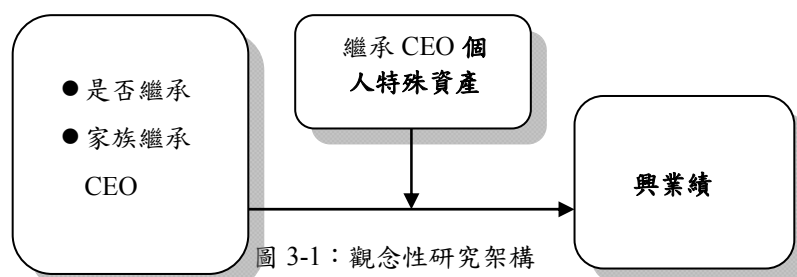 ● 是否繼承
● 家族繼承
CEO
繼承 CEO 個
人特殊資產
興業績
圖 3-1：觀念性研究架構